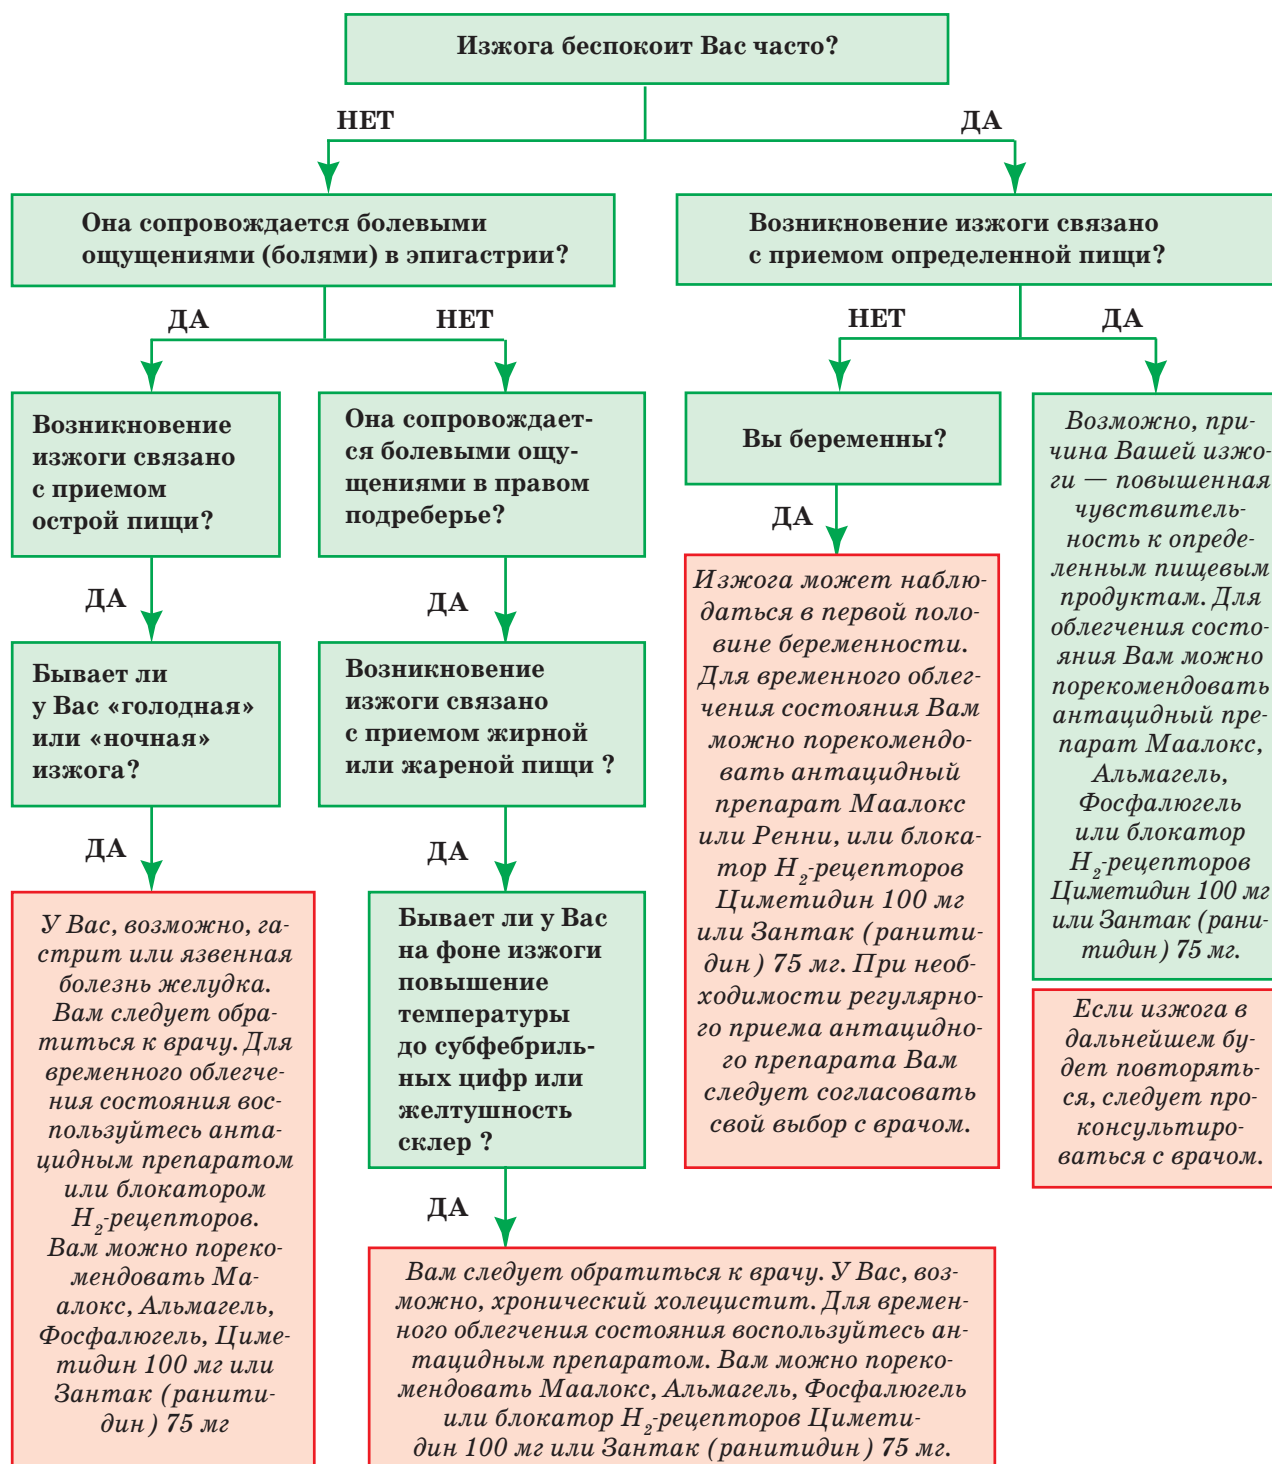 Изжога беспокоит Вас часто?
НЕТ
ДА
Она сопровождается болевыми
ощущениями (болями) в эпигастрии?
Возникновение изжоги связано
с приемом определенной пищи?
ДА
НЕТ
НЕТ
ДА
Возникновение
изжоги связано
с приемом
острой пищи?
Она сопровождает-
ся болевыми ощу-
щениями в правом
подреберье?
Вы беременны?
Возможно, при-
чина Вашей изжо-
ги — повышенная
чувствитель-
ность к опреде-
ленным пищевым
продуктам. Для
облегчения состо-
яния Вам можно
порекомендовать
антацидный пре-
парат Маалокс,
Альмагель,
Фосфалюгель
или блокатор
H₂-рецепторов
Циметидин 100 мг
или Зантак (рани-
тидин) 75 мг.
ДА
ДА
ДА
Изжога может наблю-
даться в первой поло-
вине беременности.
Для временного облег-
чения состояния Вам
можно порекомендо-
вать антацидный
препарат Маалокс
или Ренни, или блока-
тор H₂-рецепторов
Циметидин 100 мг
или Зантак (ранити-
дин) 75 мг. При необ-
ходимости регулярно-
го приема антацидно-
го препарата Вам
следует согласовать
свой выбор с врачом.
Бывает ли
у Вас «голодная»
или «ночная»
изжога?
Возникновение
изжоги связано
с приемом жирной
или жареной пищи ?
ДА
ДА
У Вас, возможно, га-
стрит или язвенная
болезнь желудка.
Вам следует обра-
титься к врачу. Для
временного облегче-
ния состояния вос-
пользуйтесь анта-
цидным препаратом
или блокатором
H₂-рецепторов.
Вам можно пореко-
мендовать Ма-
алокс, Альмагель,
Фосфалюгель, Циме-
тидин 100 мг или
Зантак (раниту-
дин) 75 мг
Бывает ли у Вас
на фоне изжоги
повышение
температуры
до субфебриль-
ных цифр или
желтушность
склер ?
Если изжога в
дальнейшем бу-
дет повторять-
ся, следует про-
консультиро-
ваться с врачом.
ДА
Вам следует обратиться к врачу. У Вас, воз-
можно, хронический холецистит. Для времен-
ного облегчения состояния воспользуйтесь ан-
тацидным препаратом. Вам можно пореко-
мендовать Маалокс, Альмагель, Фосфалюгель
или блокатор H₂-рецепторов Цимети-
дин 100 мг или Зантак (ранитидин) 75 мг.